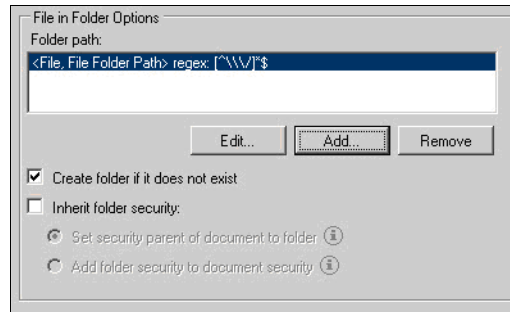 File in Folder Options
Folder path:
<File, File Folder Path> regex: [^\\\/]*$
Edit... Add... Remove
Create folder if it does not exist
Inherit folder security:
Set security parent of document to folder
Add folder security to document security